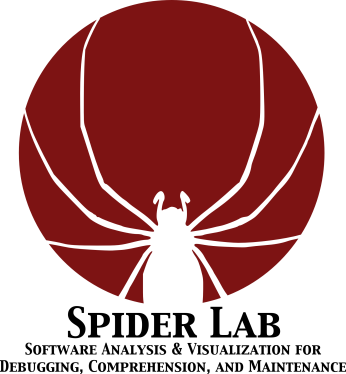 Spider Lab
Software Analysis & Visualization for
Debugging, Comprehension, and Maintenance